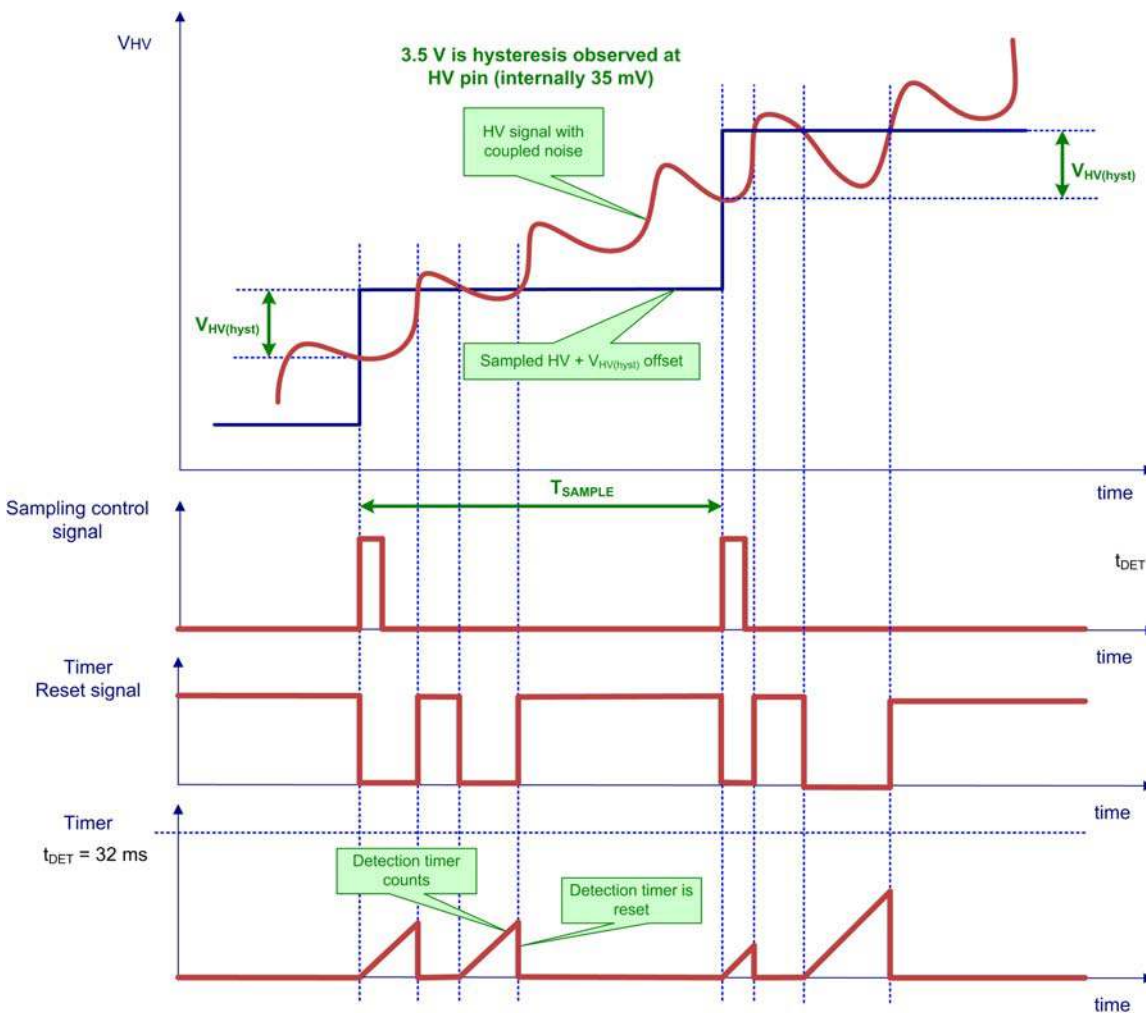 VHV
3.5 V is hysteresis observed at
HV pin (internally 35 mV)
HV signal with
coupled noise
VHV(hyst)
VHV(hyst)
Sampled HV + VHV(hyst) offset
time
TSAMPLE
Sampling control
signal
tDET
time
Timer
Reset signal
time
Timer
tDET = 32 ms
Detection timer
counts
Detection timer is
reset
time